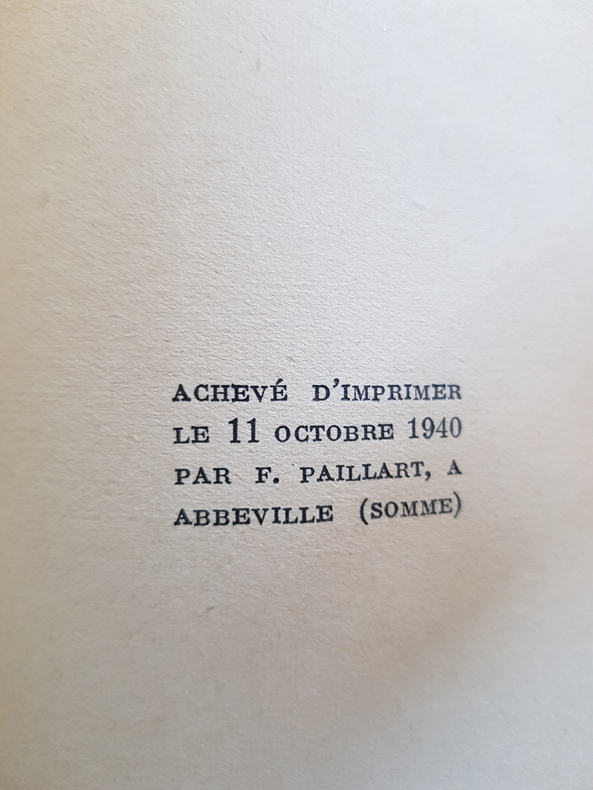 ACHEVÉ D'IMPRIMER
LE 11 OCTOBRE 1940
PAR F. PAILLART, A
ABBEVILLE (SOMME)